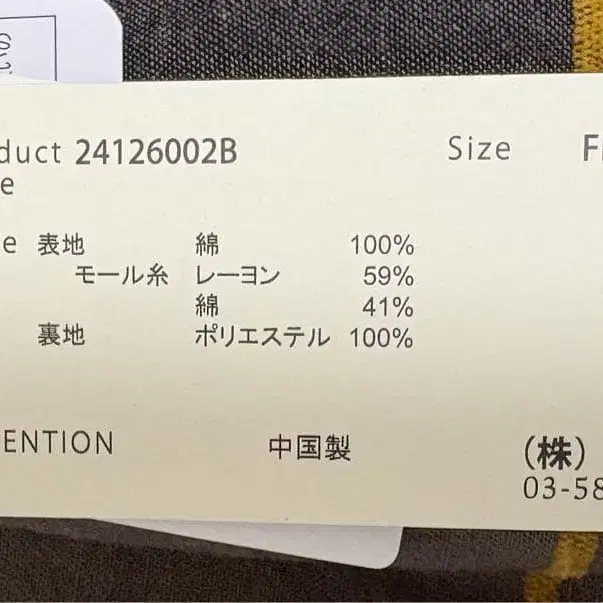 duct 24126002B Size F
e
e 表地 綿 100%
モール糸 レーヨン 59%
綿 41%
裏地 ポリエステル 100%
ENTION 中国製 (株)
03-58